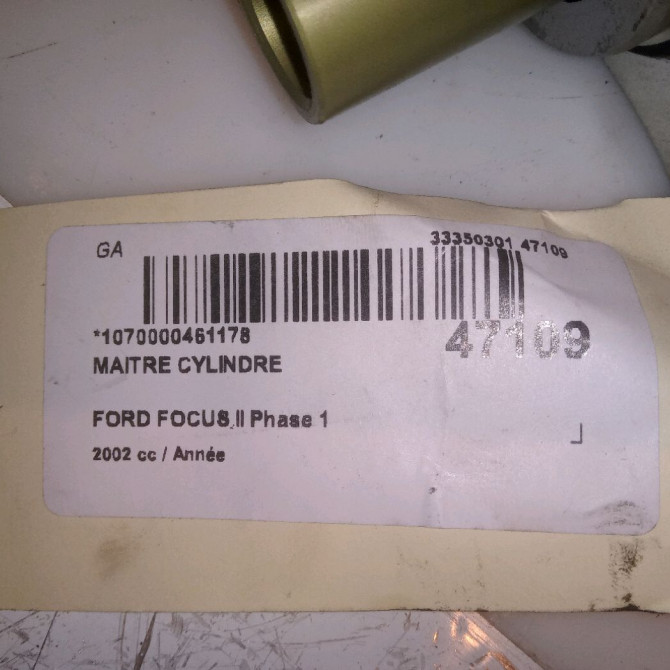 GA
33350301 47109
*1070000461178
47109
MAITRE CYLINDRE
FORD FOCUS II Phase 1
2002 cc / Année